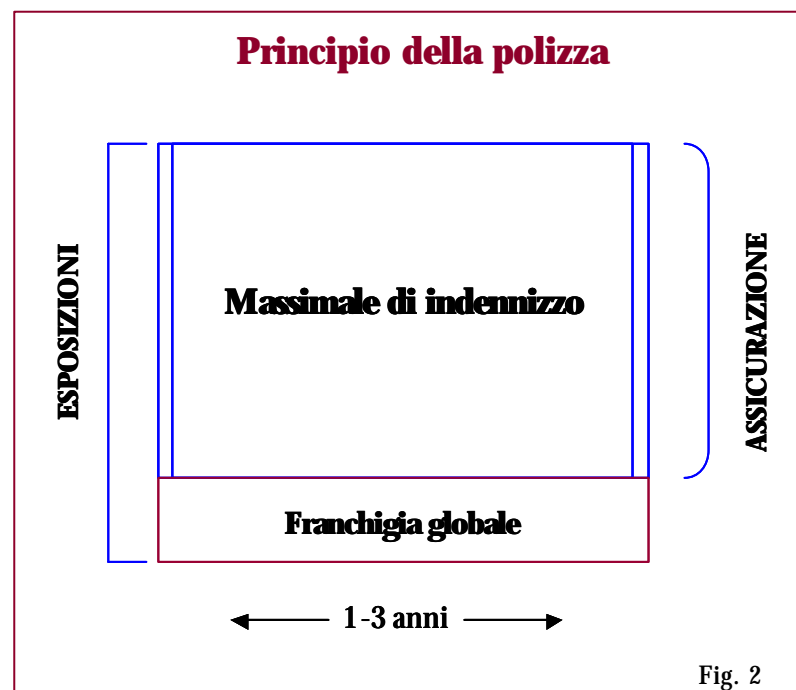 Principio della polizza
ESPOSIZIONI
Massimale di indennizzo
ASSICURAZIONE
Franchigia globale
1-3 anni
Fig. 2